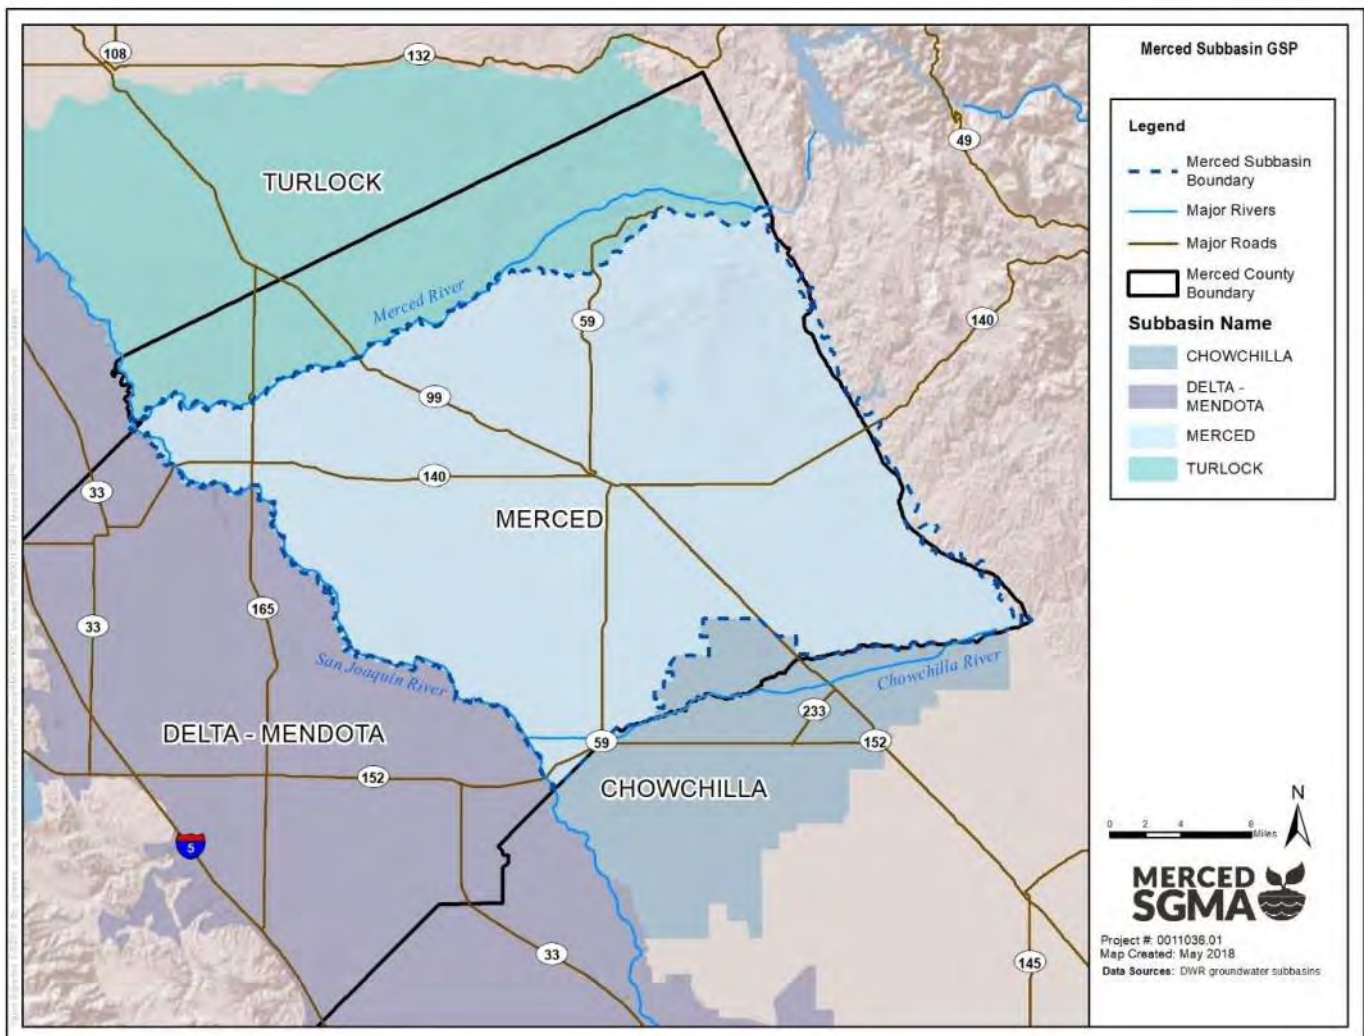 Merced Subbasin GSP
Legend
Merced Subbasin
Boundary
Major Rivers
Major Roads
Merced County
Boundary
Subbasin Name
CHOWCHILLA
DELTA -
MENDOTA
MERCED
TURLOCK
108
132
49
TURLOCK
Merced River
59
140
99
33
140
MERCED
165
33
San Joaquin River
Chowchilla River
233
DELTA - MENDOTA
59
152
152
CHOWCHILLA
5
33
145
N
0 2 4 8
Miles
MERCED
SGMA
Project #: 0011036.01
Map Created: May 2018
Data Sources: DWR groundwater subbasins